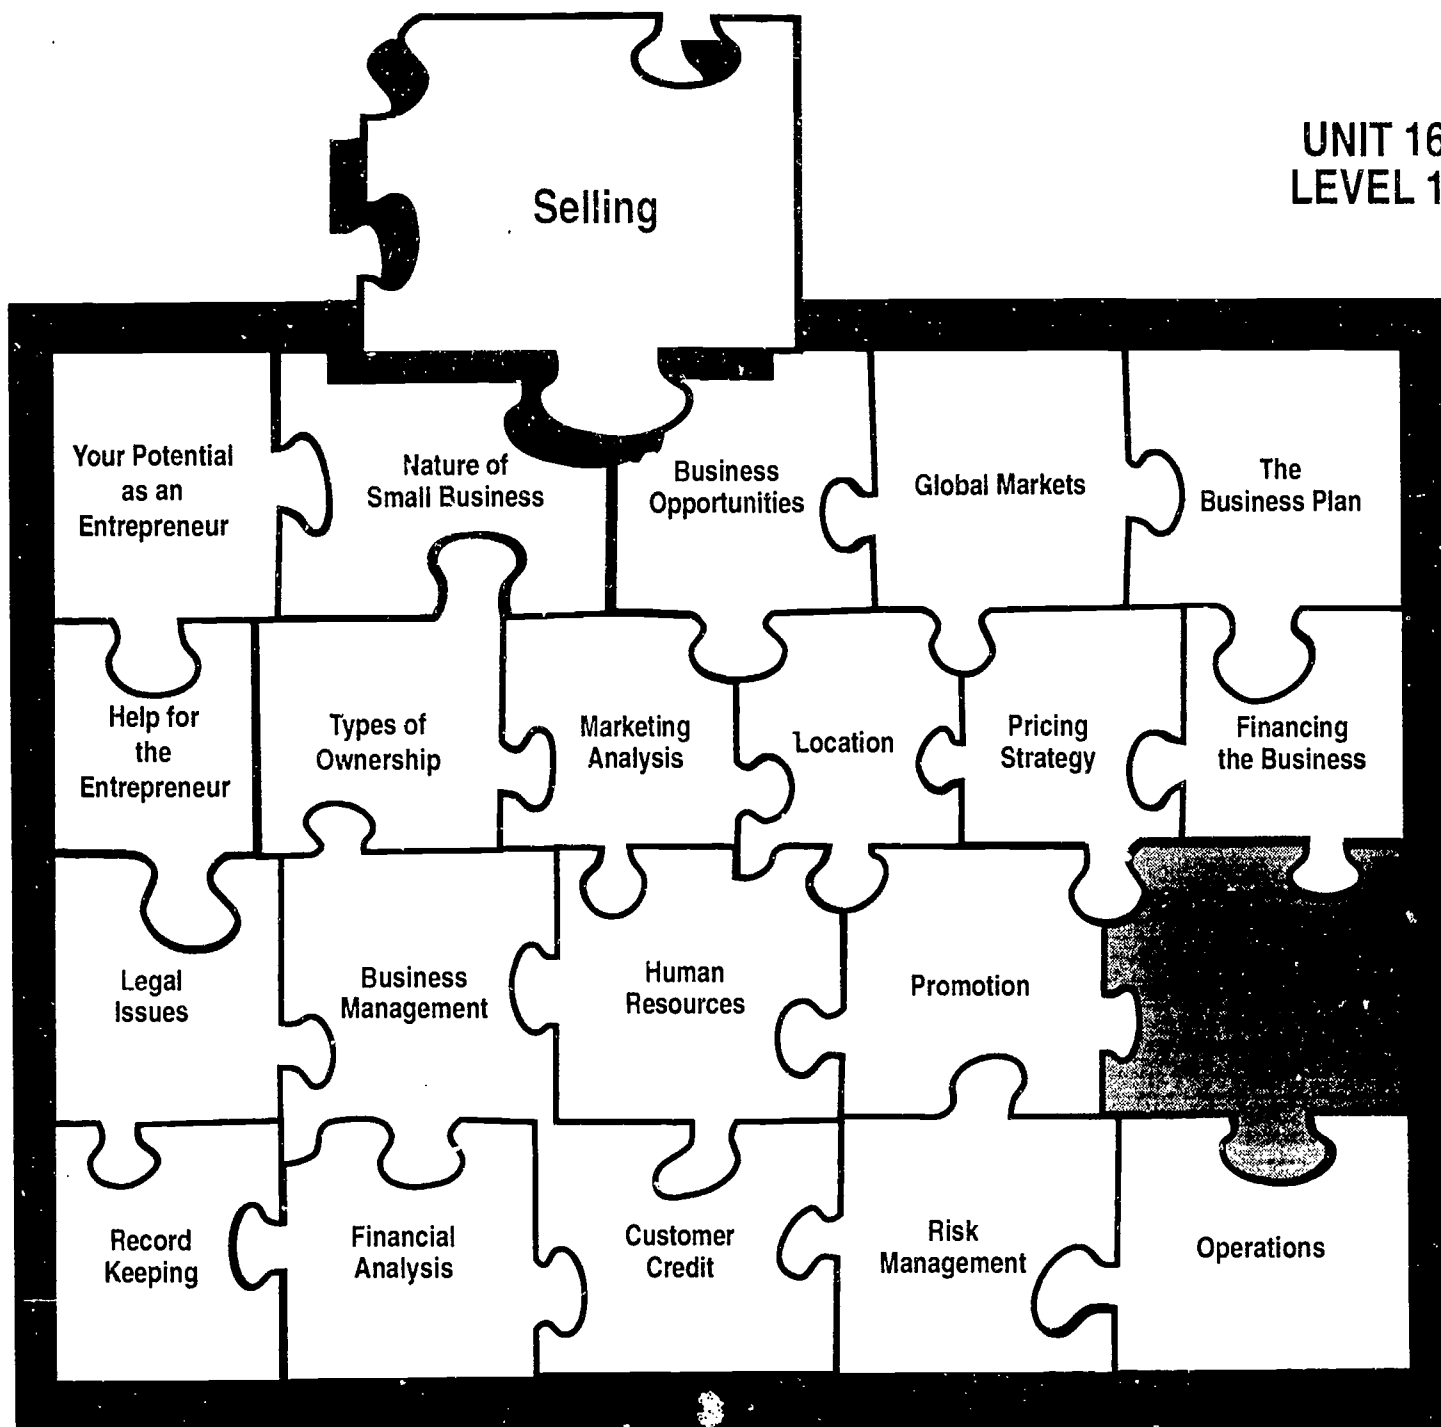 UNIT 16
LEVEL 1
Selling
Your Potential
as an
Entrepreneur
Nature of
Small Business
Business
Opportunities
Global Markets
The
Business Plan
Help for
the
Entrepreneur
Types of
Ownership
Marketing
Analysis
Location
Pricing
Strategy
Financing
the Business
Legal
Issues
Business
Management
Human
Resources
Promotion
Record
Keeping
Financial
Analysis
Customer
Credit
Risk
Management
Operations